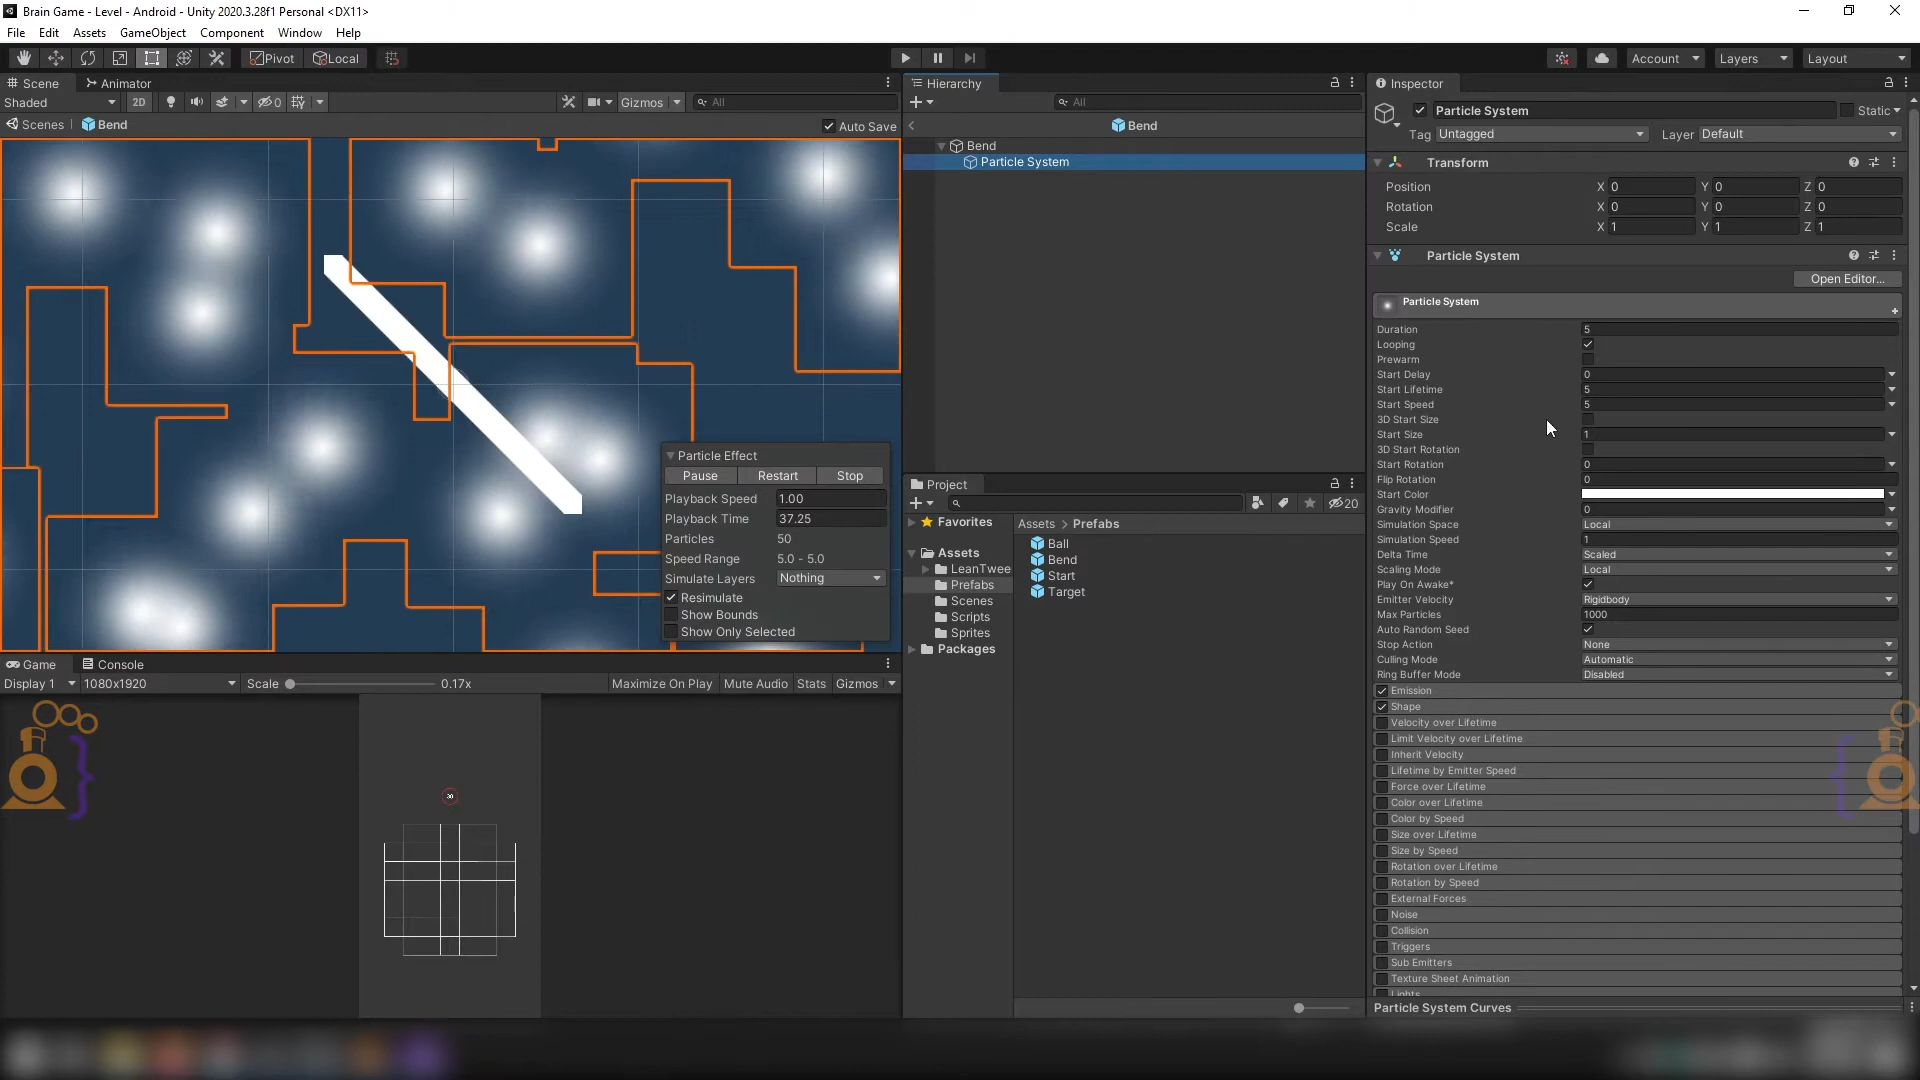 Brain Game - Level - Android - Unity 2020.3.28f1 Personal <DX11>
File Edit Assets GameObject Component Window Help
Pivot Local Account Layers Layout
Scene Animator
Shaded 2D 0 Gizmos All
Scenes Bend Auto Save
Particle Effect
Pause Restart Stop
Playback Speed 1.00
Playback Time 37.25
Particles 50
Speed Range 5.0 - 5.0
Simulate Layers Nothing
Resimulate
Show Bounds
Show Only Selected
Game Console
Display 1 1080x1920 Scale 0.17x Maximize On Play Mute Audio Stats Gizmos
Hierarchy
All
Bend
Bend
Particle System
Project
20
Favorites
Assets
LeanTwee
Prefabs
Scenes
Scripts
Sprites
Packages
Assets > Prefabs
Ball
Bend
Start
Target
Inspector
Particle System Static
Tag Untagged Layer Default
Transform
Position X 0 Y 0 Z 0
Rotation X 0 Y 0 Z 0
Scale X 1 Y 1 Z 1
Particle System
Open Editor...
Particle System
Duration 5
Looping
Prewarm
Start Delay 0
Start Lifetime 5
Start Speed 5
3D Start Size
Start Size 1
3D Start Rotation
Start Rotation 0
Flip Rotation 0
Start Color
Gravity Modifier 0
Simulation Space Local
Simulation Speed 1
Delta Time Scaled
Scaling Mode Local
Play On Awake*
Emitter Velocity Rigidbody
Max Particles 1000
Auto Random Seed
Stop Action None
Culling Mode Automatic
Ring Buffer Mode Disabled
Emission
Shape
Velocity over Lifetime
Limit Velocity over Lifetime
Inherit Velocity
Lifetime by Emitter Speed
Force over Lifetime
Color over Lifetime
Color by Speed
Size over Lifetime
Size by Speed
Rotation over Lifetime
Rotation by Speed
External Forces
Noise
Collision
Triggers
Sub Emitters
Texture Sheet Animation
Lights
Particle System Curves